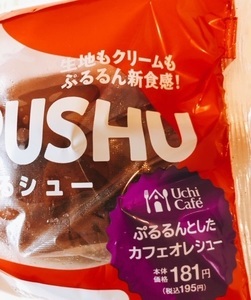 生地もクリームも
ぷるるん新食感!
PUSHU
るシュー
Uchi
Café
ぷるるんとした
カフェオレシュー
本体
価格 181円
(税込195円)